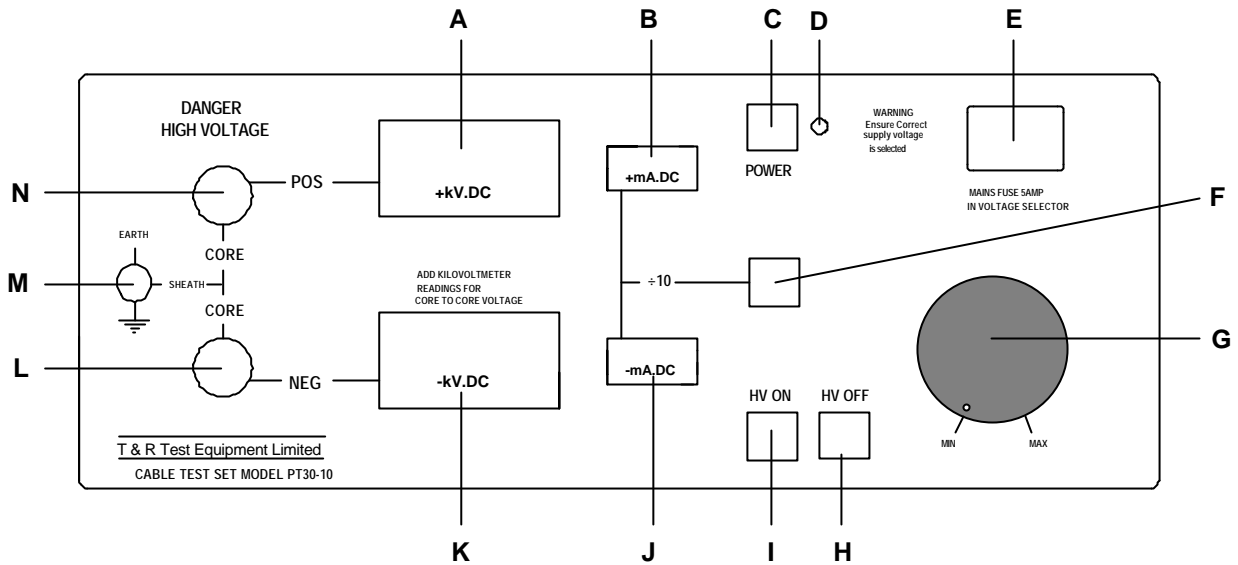 A
B
C
D
E
DANGER
HIGH VOLTAGE
WARNING
Ensure Correct
supply voltage
is selected
N
POS
+kV.DC
+mA.DC
POWER
MAINS FUSE 5AMP
IN VOLTAGE SELECTOR
F
EARTH
CORE
M
SHEATH
ADD KILOVOLTMETER
READINGS FOR
CORE TO CORE VOLTAGE
÷10
CORE
G
L
NEG
-kV.DC
-mA.DC
HV ON
HV OFF
MIN
MAX
T & R Test Equipment Limited
CABLE TEST SET MODEL PT30-10
K
J
I
H